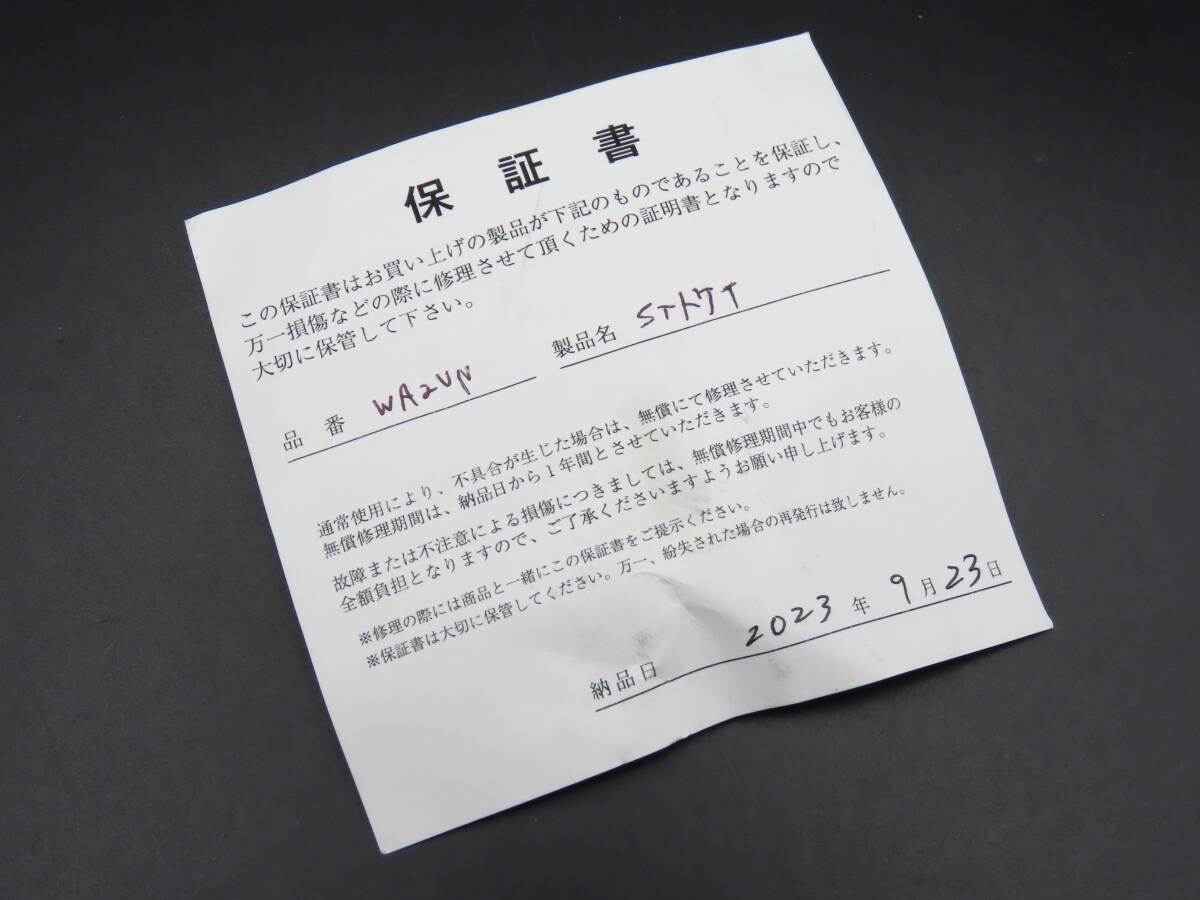 保証書
この保証書はお買い上げの製品が下記のものであることを保証し、
万一損傷などの際に修理させて頂くための証明書となりますので
大切に保管して下さい。
品番 WA2UN 製品名 STトケイ
通常使用により、不具合が生じた場合は、無償にて修理させていただきます。
無償修理期間は、納品日から1年間とさせていただきます。
故障または不注意による損傷につきましては、無償修理期間中でもお客様の
全額負担となりますので、ご了承くださいますようお願い申し上げます。
※修理の際には商品と一緒にこの保証書をご提示ください。
※保証書は大切に保管してください。万一、紛失された場合の再発行は致しません。
納品日 2023年9月23日